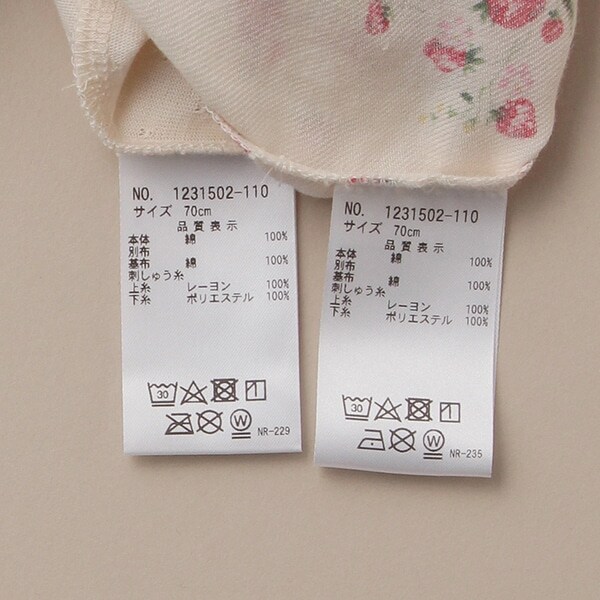 NO. 1231502-110
サイズ 70cm
品質表示
本体 綿 100%
別布
基布 綿 100%
刺しゅう糸
上糸 レーヨン 100%
下糸 ポリエステル 100%
30
W
NR-229
NO. 1231502-110
サイズ 70cm
品質表示
本体 綿 100%
別布
基布 綿 100%
刺しゅう糸
上糸 レーヨン 100%
下糸 ポリエステル 100%
30
W
NR-235